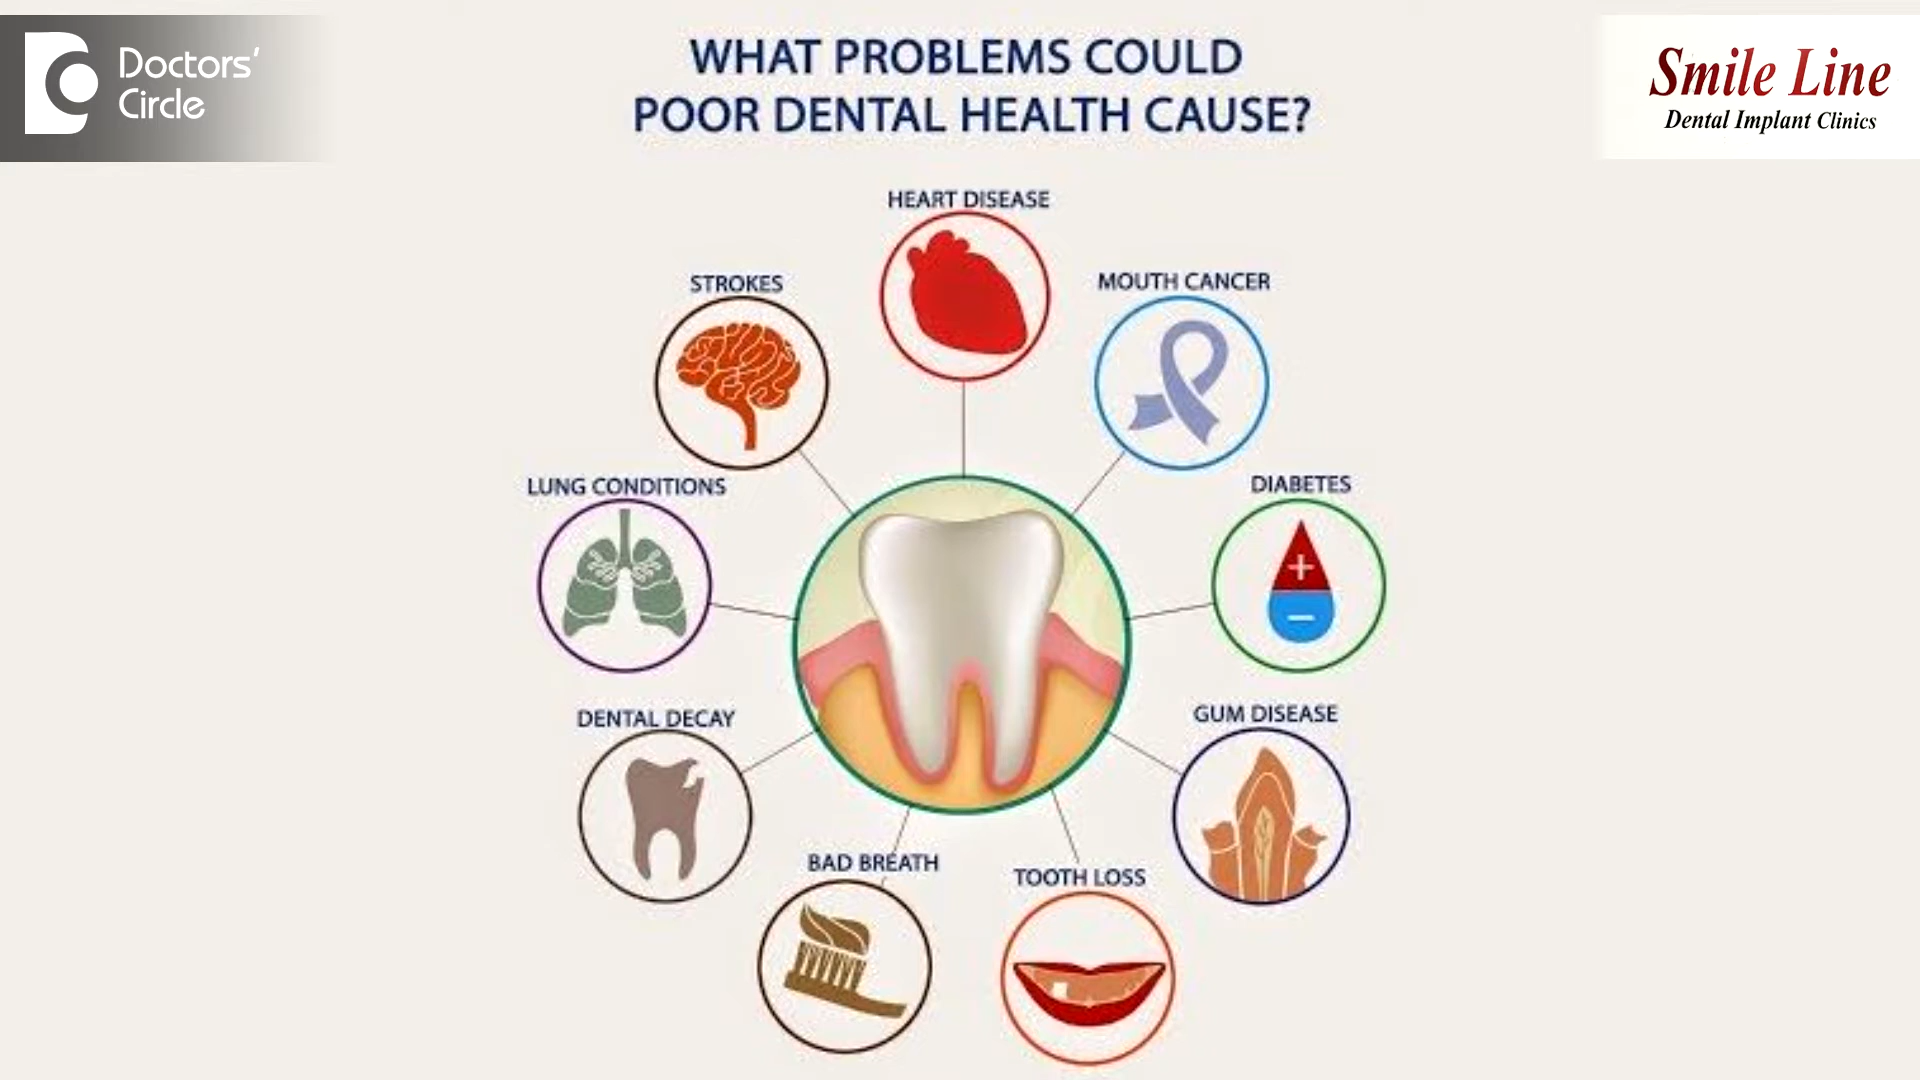 Doctors'
Circle
WHAT PROBLEMS COULD
POOR DENTAL HEALTH CAUSE?
Smile Line
Dental Implant Clinics
HEART DISEASE
STROKES
MOUTH CANCER
LUNG CONDITIONS
DIABETES
+
−
DENTAL DECAY
GUM DISEASE
BAD BREATH
TOOTH LOSS